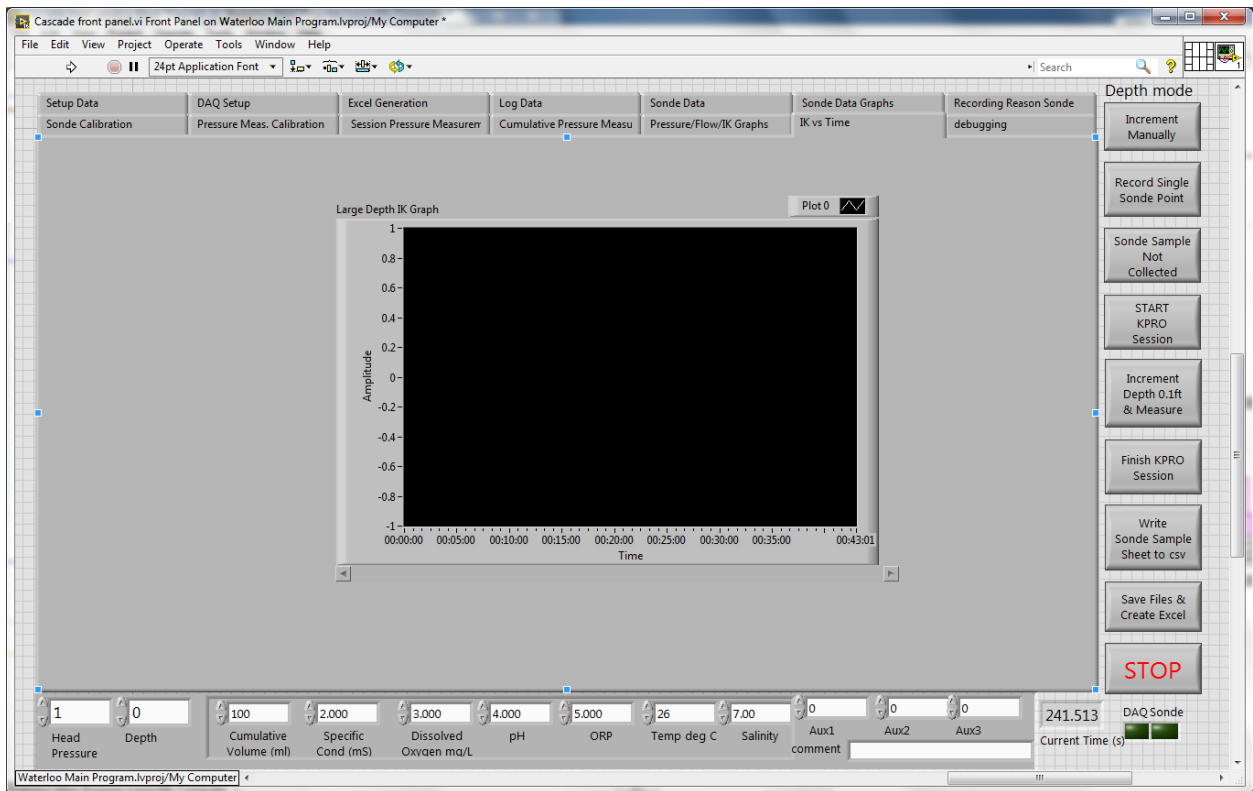 Cascade front panel.vi Front Panel on Waterloo Main Program.lvproj/My Computer *
File Edit View Project Operate Tools Window Help
24pt Application Font
Search
1
Setup Data DAQ Setup Excel Generation Log Data Sonde Data Sonde Data Graphs Recording Reason Sonde
Sonde Calibration Pressure Meas. Calibration Session Pressure Measurem Cumulative Pressure Measu Pressure/Flow/IK Graphs IK vs Time debugging
Depth mode
Increment
Manually
Record Single
Sonde Point
Sonde Sample
Not
Collected
START
KPRO
Session
Increment
Depth 0.1ft
& Measure
Finish KPRO
Session
Write
Sonde Sample
Sheet to csv
Save Files &
Create Excel
STOP
Large Depth IK Graph
Plot 0
Amplitude
1
0.8
0.6
0.4
0.2
0
-0.2
-0.4
-0.6
-0.8
-1
00:00:00 00:05:00 00:10:00 00:15:00 00:20:00 00:25:00 00:30:00 00:35:00 00:43:01
Time
1 0 100 2.000 3.000 4.000 5.000 26 7.00 0 0 0
Head
Pressure
Depth
Cumulative
Volume (ml)
Specific
Cond (mS)
Dissolved
Oxygen mg/L
pH
ORP
Temp deg C
Salinity
Aux1
Aux2
Aux3
comment
241.513
Current Time (s)
DAQ Sonde
Waterloo Main Program.lvproj/My Computer